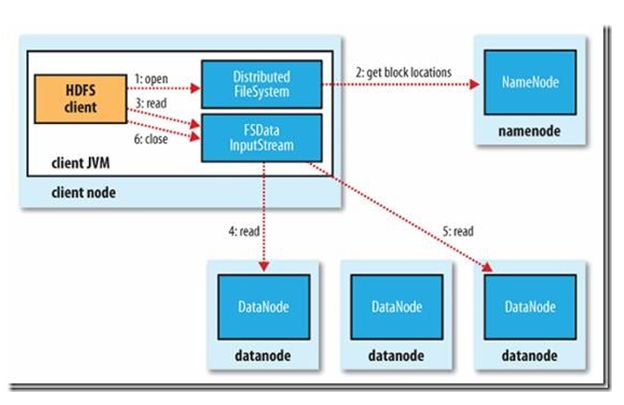 HDFS
client
1: open
3: read
6: close
Distributed
FileSystem
FSData
InputStream
client JVM
client node
2: get block locations
NameNode
namenode
4: read
5: read
DataNode
datanode
DataNode
datanode
DataNode
datanode